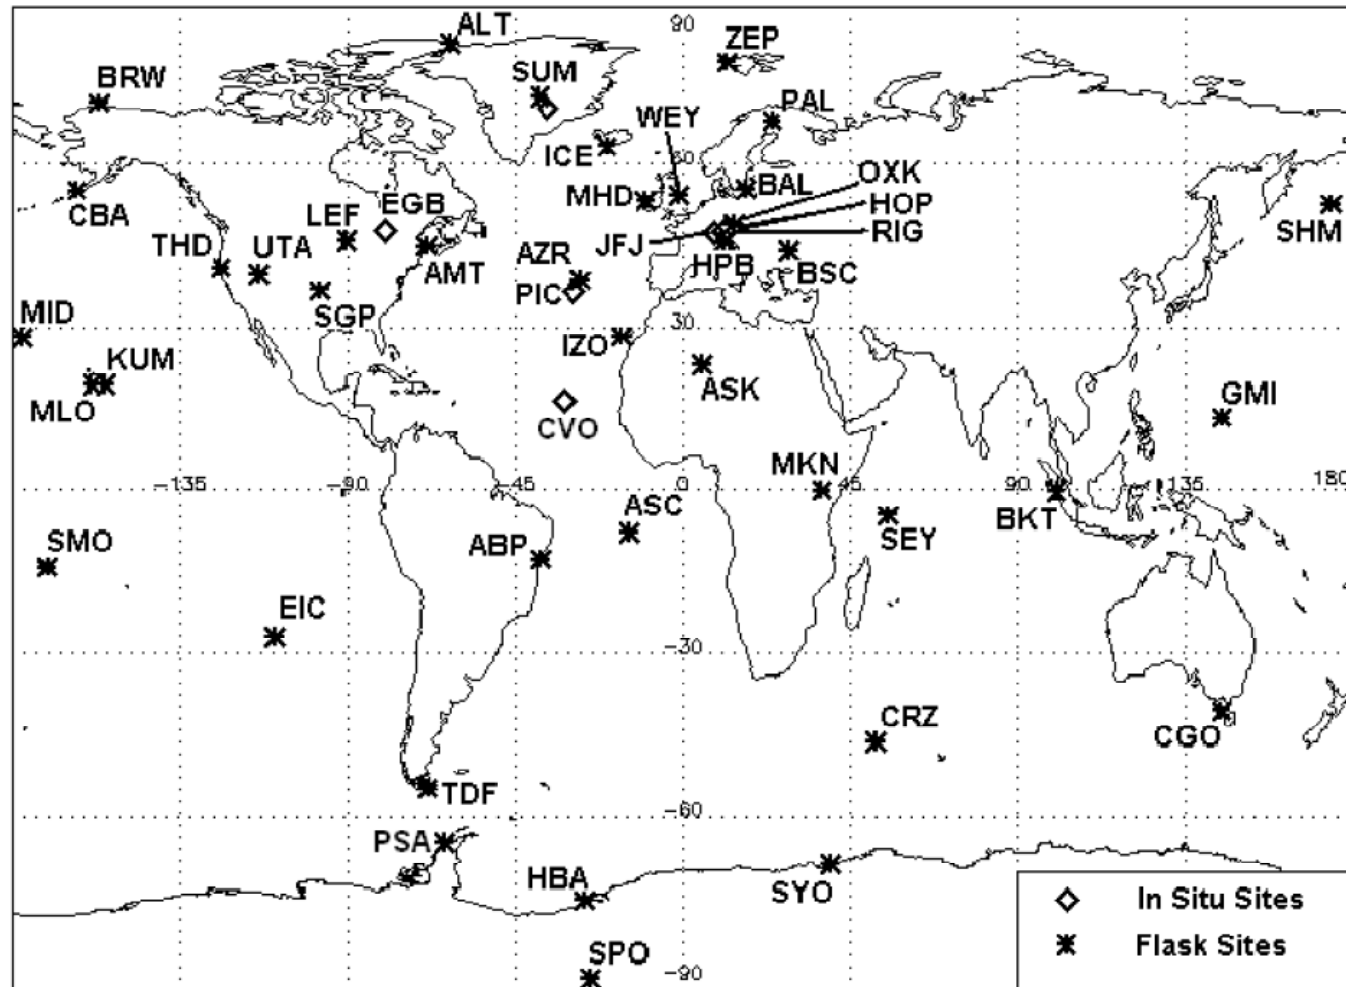 90
ALT
ZEP
BRW
SUM
PAL
WEY
ICE
60
OXK
MHD
BAL
HOP
CBA
LEF
EGB
RIG
SHM
THD
UTA
JFJ
AZR
HPB
BSC
AMT
PIC
SGP
MID
30
IZO
KUM
ASK
MLO
GMI
CVO
MKN
-135
-90
-45
0
45
90
135
180
ASC
BKT
SEY
ABP
SMO
EIC
-30
CRZ
CGO
TDF
-60
PSA
HBA
SYO
In Situ Sites
Flask Sites
SPO
-90